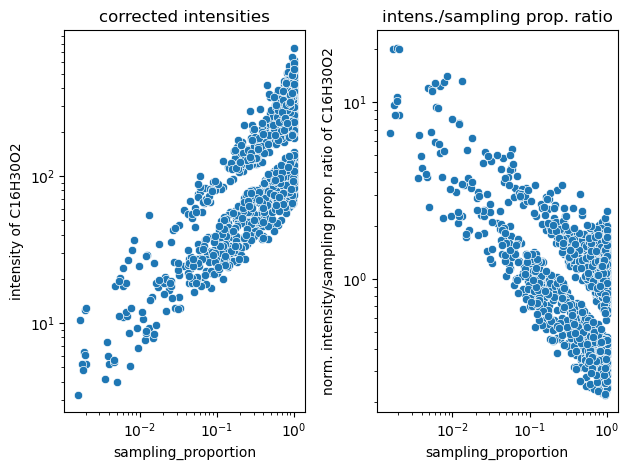 corrected intensities
intensity of C16H30O2
10²
10¹
10⁻²
10⁻¹
10⁰
sampling_proportion
intens./sampling prop. ratio
norm. intensity/sampling prop. ratio of C16H30O2
10¹
10⁰
10⁻²
10⁻¹
10⁰
sampling_proportion